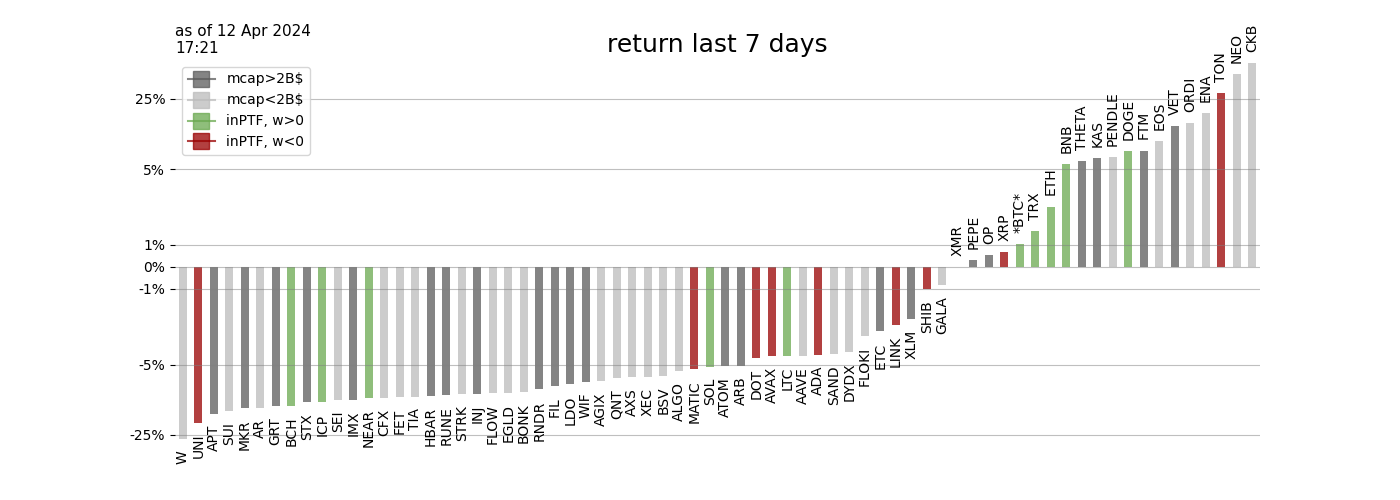 as of 12 Apr 2024
17:21
return last 7 days
mcap>2B$
mcap<2B$
inPTF, w>0
inPTF, w<0
25%
5%
1%
0%
-1%
-5%
-25%
W
UNI
APT
SUI
MKR
AR
GRT
BCH
STX
ICP
SEI
IMX
NEAR
CFX
FET
TIA
HBAR
RUNE
STRK
INJ
FLOW
EGLD
BONK
RNDR
FIL
LDO
WIF
AGIX
QNT
AXS
XEC
BSV
ALGO
MATIC
SOL
ATOM
ARB
DOT
AVAX
LTC
AAVE
ADA
SAND
DYDX
FLOKI
ETC
LINK
XLM
SHIB
GALA
XMR
PEPE
OP
XRP
*BTC*
TRX
ETH
BNB
THETA
KAS
PENDLE
DOGE
FTM
EOS
VET
ORDI
ENA
TON
NEO
CKB